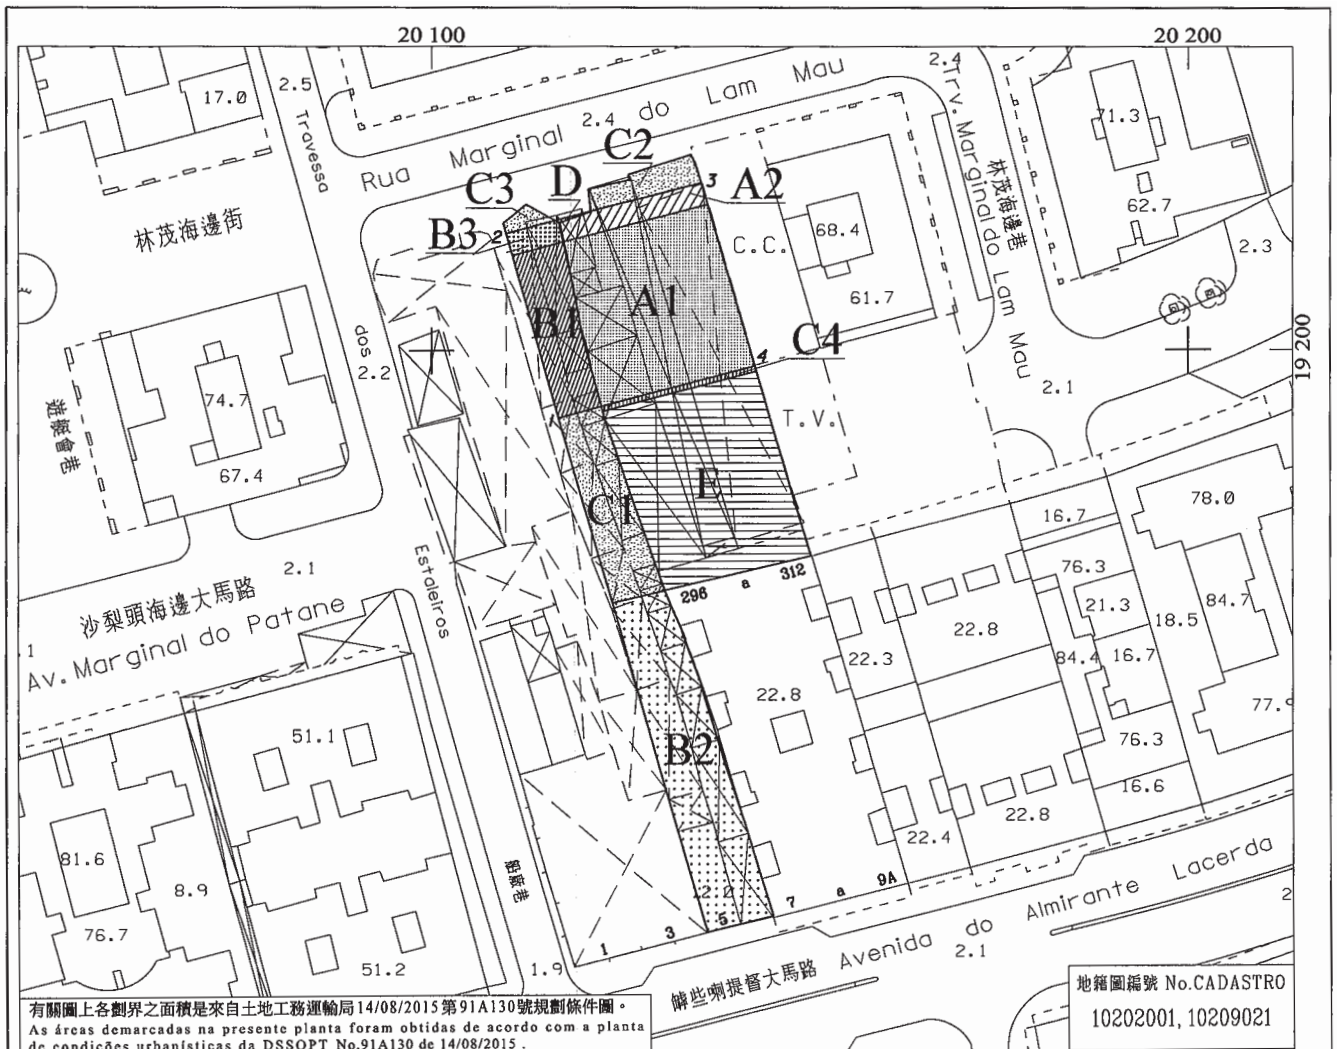 20 100
20 200
17.0
2.5
Travessa
dos
2.2
Estaleiros
船廠巷
Rua Marginal do Lam Mau
2.4
2.4
林茂海邊街
C2
C3
D
A2
B3
2
3
C.C.
68.4
61.7
71.3
62.7
2.3
Trv. Marginal do Lam Mau
林茂海邊巷
A1
B1
4
C4
19 200
74.7
67.4
遊艇會巷
2.1
1
T.V.
E
C1
78.0
16.7
76.3
21.3
84.7
18.5
16.7
84.4
2.1
沙梨頭海邊大馬路
Av. Marginal do Patane
.1
296 a 312
22.8
22.3
22.8
77.9
76.3
16.6
51.1
B2
22.8
22.4
81.6
8.9
76.7
51.2
1.9
2.0
1 3 5 7 a 9A
Avenida do Almirante Lacerda
2.1
2
罅些喇提督大馬路
有關圖上各劃界之面積是來自土地工務運輸局14/08/2015第91A130號規劃條件圖。
As áreas demarcadas na presente planta foram obtidas de acordo com a planta
de condições urbanísticas da DSSOPT No.91A130 de 14/08/2015 .
地籍圖編號 No.CADASTRO
10202001, 10209021